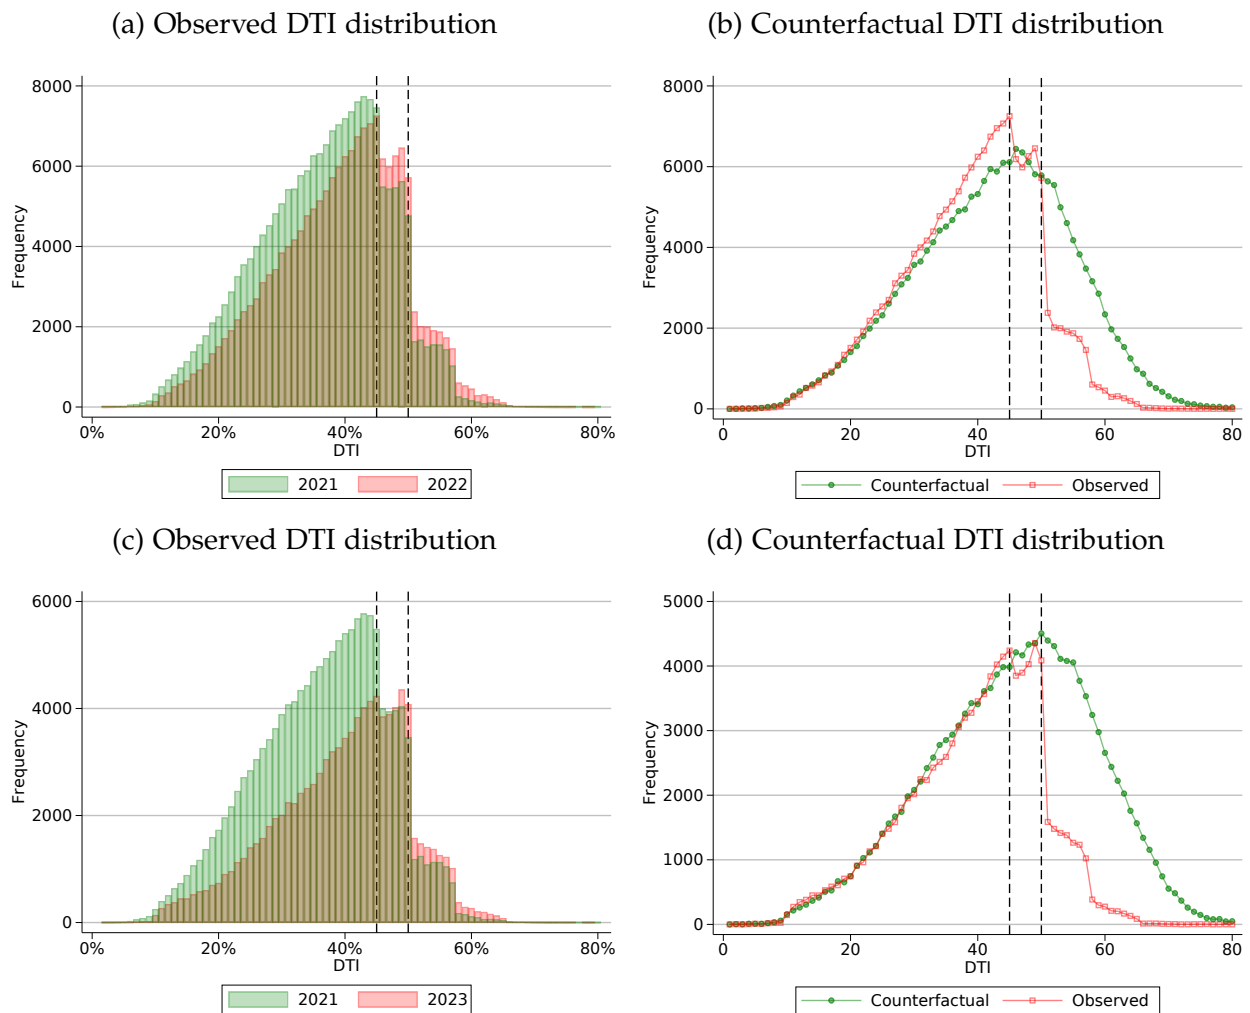 (a) Observed DTI distribution
(b) Counterfactual DTI distribution
8000
6000
4000
2000
0
Frequency
0% 20% 40% 60% 80%
DTI
2021 2022
8000
6000
4000
2000
0
Frequency
0 20 40 60 80
DTI
Counterfactual Observed
(c) Observed DTI distribution
(d) Counterfactual DTI distribution
6000
4000
2000
0
Frequency
0% 20% 40% 60% 80%
DTI
2021 2023
5000
4000
3000
2000
1000
0
Frequency
0 20 40 60 80
DTI
Counterfactual Observed